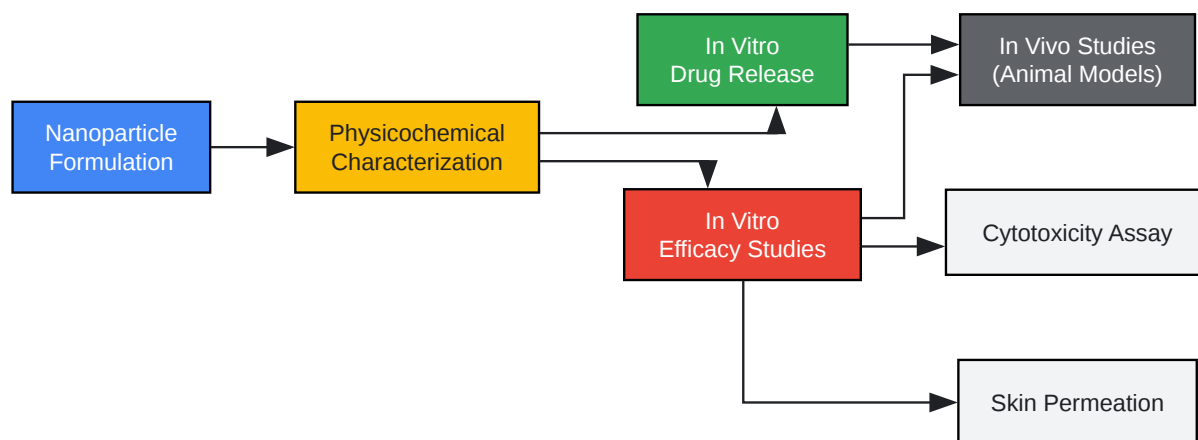 Nanoparticle
Formulation
Physicochemical
Characterization
In Vitro
Drug Release
In Vitro
Efficacy Studies
In Vivo Studies
(Animal Models)
Cytotoxicity Assay
Skin Permeation